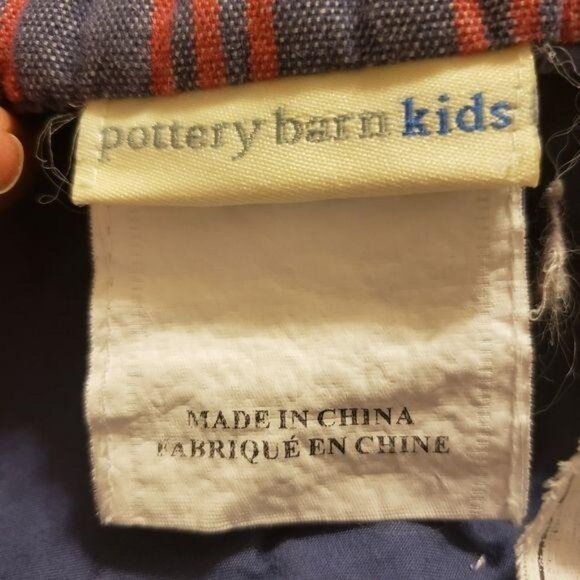 pottery barn kids
MADE IN CHINA
FABRIQUÉ EN CHINE